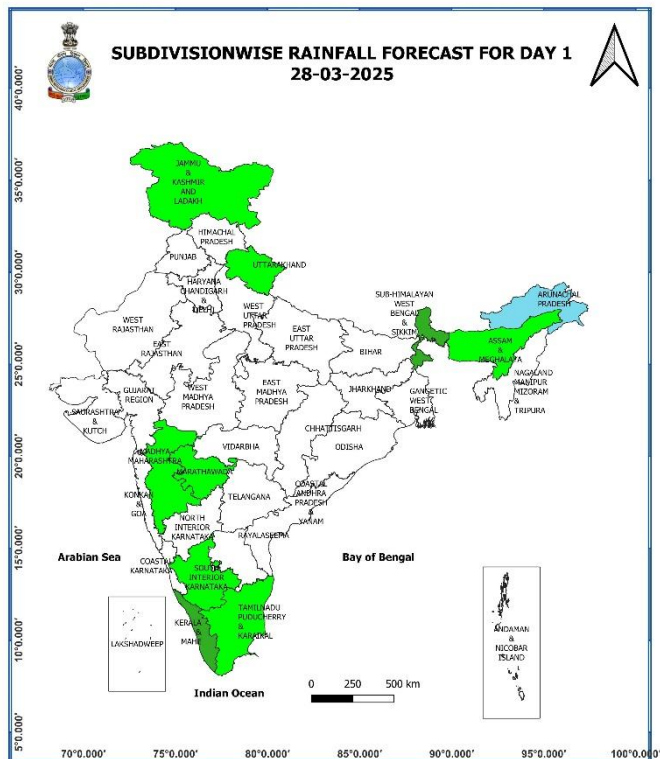 SUBDIVISIONWISE RAINFALL FORECAST FOR DAY 1
28-03-2025
40°0.000'
35°0.000'
30°0.000'
25°0.000'
20°0.000'
15°0.000'
10°0.000'
5°0.000'
JAMMU
&
KASHMIR
AND
LADAKH
HIMACHAL
PRADESH
PUNJAB
UTTARAKHAND
HARYANA
CHANDIGARH
&
DELHI
WEST
UTTAR
PRADESH
WEST
RAJASTHAN
EAST
RAJASTHAN
EAST
UTTAR
PRADESH
SUB-HIMALAYAN
WEST
BENGAL
&
SIKKIM
ARUNACHAL
PRADESH
ASSAM
&
MEGHALAYA
NAGALAND
MANIPUR
MIZORAM
&
TRIPURA
BIHAR
GUJARAT
REGION
WEST
MADHYA
PRADESH
EAST
MADHYA
PRADESH
JHARKHAND
GANGETIC
WEST
BENGAL
SAURASHTRA
&
KUTCH
CHHATTISGARH
ODISHA
MADHYA
MAHARASHTRA
VIDARBHA
MARATHAWADA
KONKAN
&
GOA
TELANGANA
COASTAL
ANDHRA
PRADESH
&
YANAM
NORTH
INTERIOR
KARNATAKA
RAYALASEEMA
Arabian Sea
Bay of Bengal
COASTAL
KARNATAKA
SOUTH
INTERIOR
KARNATAKA
TAMILNADU
PUDUCHERRY
&
KARAIKAL
KERALA
&
MAHE
LAKSHADWEEP
ANDAMAN
&
NICOBAR
ISLAND
Indian Ocean
0 250 500 km
70°0.000' 75°0.000' 80°0.000' 85°0.000' 90°0.000' 95°0.000' 100°0.000'